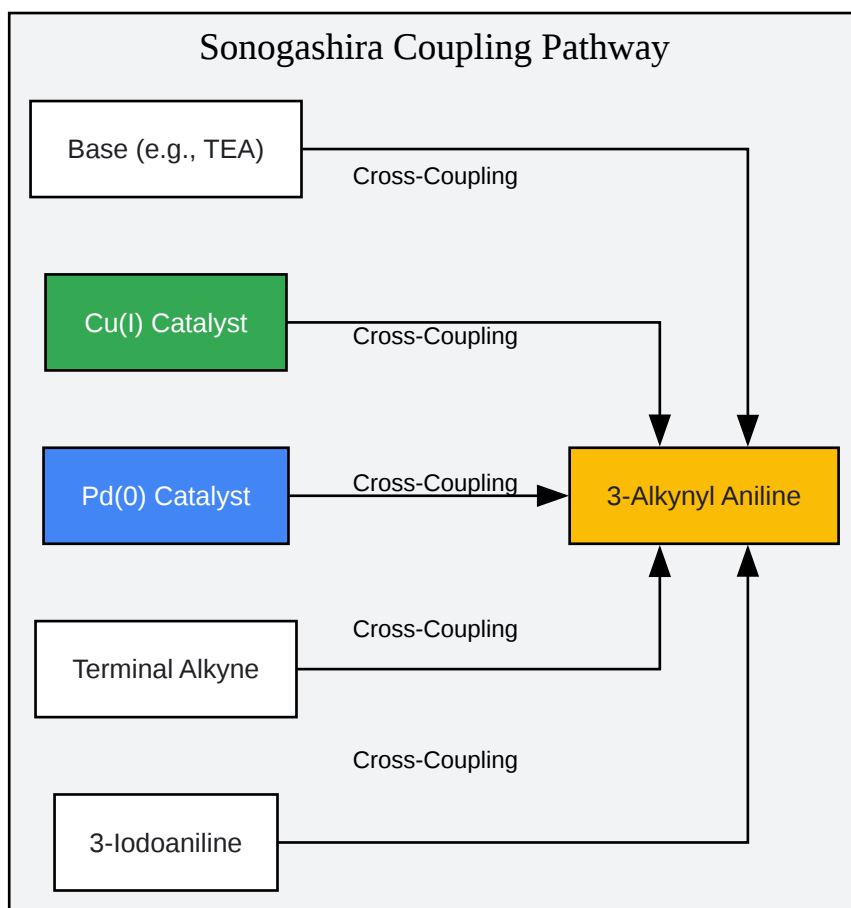 Sonogashira Coupling Pathway
Base (e.g., TEA)
Cross-Coupling
Cu(I) Catalyst
Cross-Coupling
Pd(0) Catalyst
Cross-Coupling
3-Alkynyl Aniline
Cross-Coupling
Terminal Alkyne
Cross-Coupling
3-Iodoaniline